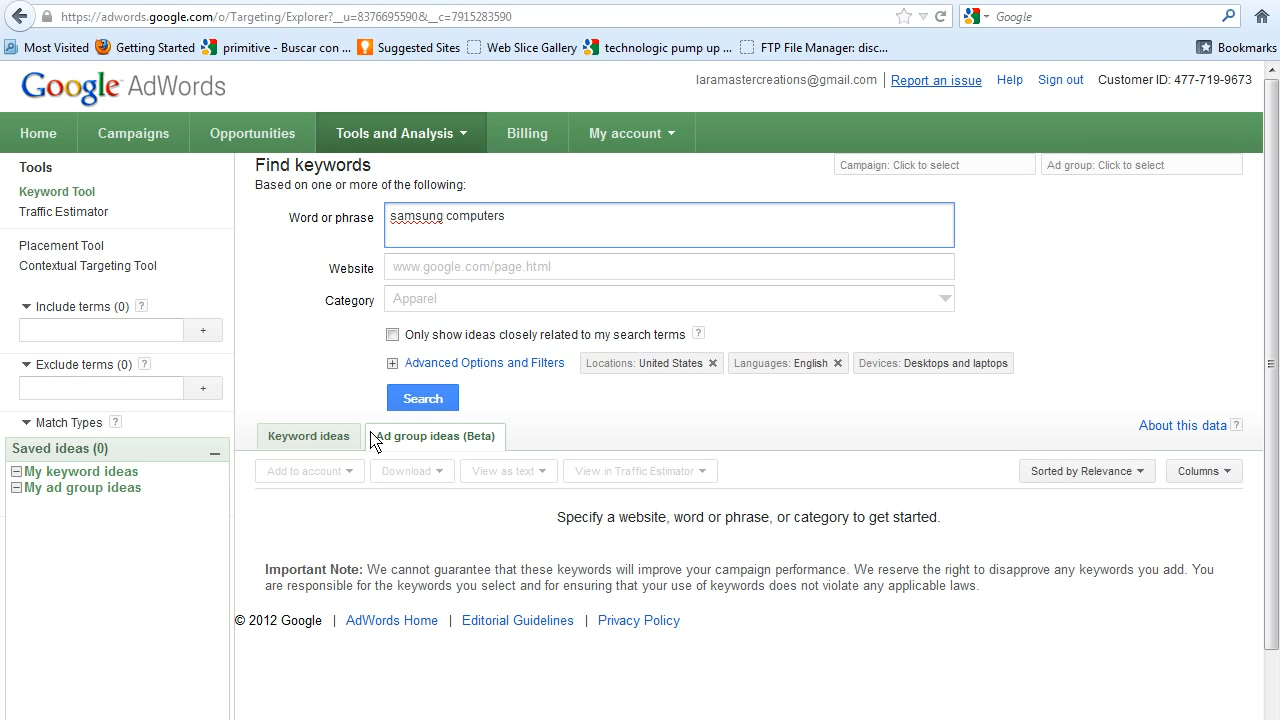 https://adwords.google.com/o/Targeting/Explorer?__u=8376695590&__c=7915283590
Google
Most Visited Getting Started primitive - Buscar con ... Suggested Sites Web Slice Gallery technologic pump up ... FTP File Manager: disc... Bookmarks
Google AdWords
laramastercreations@gmail.com Report an issue Help Sign out Customer ID: 477-719-9673
Home Campaigns Opportunities Tools and Analysis Billing My account
Tools
Keyword Tool
Traffic Estimator
Placement Tool
Contextual Targeting Tool
Include terms (0) ?
+
Exclude terms (0) ?
+
Match Types ?
Saved ideas (0)
My keyword ideas
My ad group ideas
Find keywords
Campaign: Click to select Ad group: Click to select
Based on one or more of the following:
Word or phrase samsung computers
Website www.google.com/page.html
Category Apparel
Only show ideas closely related to my search terms ?
Advanced Options and Filters Locations: United States Languages: English Devices: Desktops and laptops
Search
About this data ?
Keyword ideas Ad group ideas (Beta)
Add to account Download View as text View in Traffic Estimator Sorted by Relevance Columns
Specify a website, word or phrase, or category to get started.
Important Note: We cannot guarantee that these keywords will improve your campaign performance. We reserve the right to disapprove any keywords you add. You
are responsible for the keywords you select and for ensuring that your use of keywords does not violate any applicable laws.
© 2012 Google | AdWords Home | Editorial Guidelines | Privacy Policy